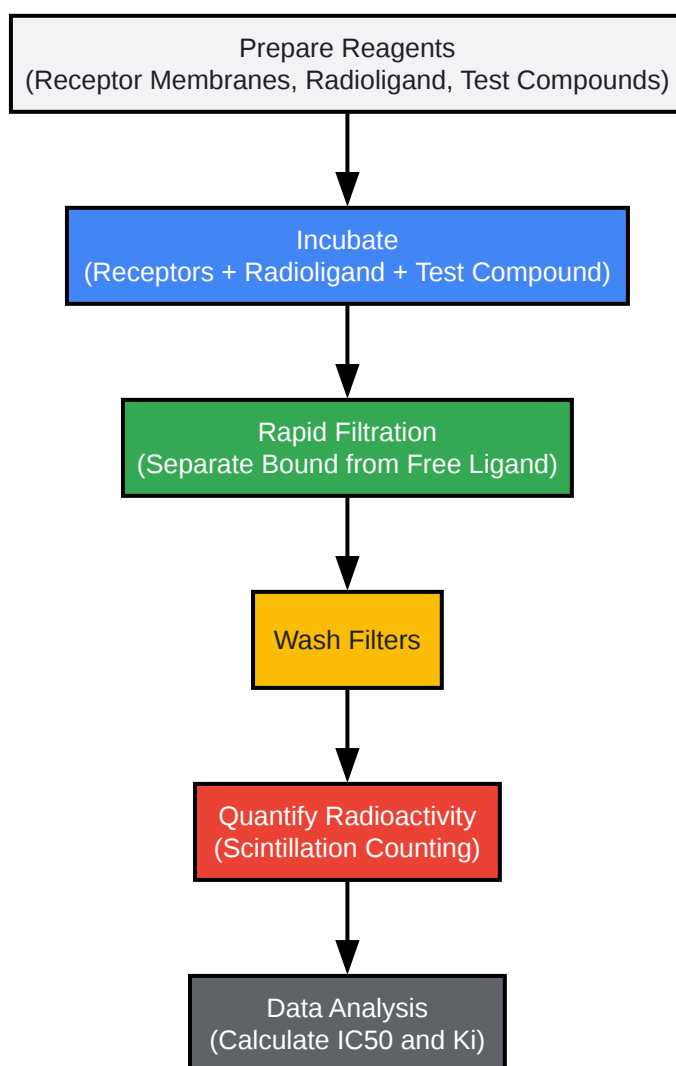 Prepare Reagents
(Receptor Membranes, Radioligand, Test Compounds)
Incubate
(Receptors + Radioligand + Test Compound)
Rapid Filtration
(Separate Bound from Free Ligand)
Wash Filters
Quantify Radioactivity
(Scintillation Counting)
Data Analysis
(Calculate IC50 and Ki)